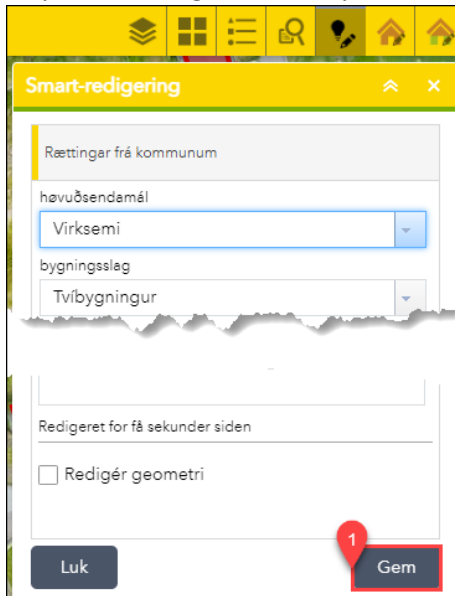 Smart-redigering
Rættingar frá kommunum
høvuðsendamál
Virksemi
bygningsslag
Tvíbygningur
Redigeret for få sekunder siden
Redigér geometri
1
Luk
Gem